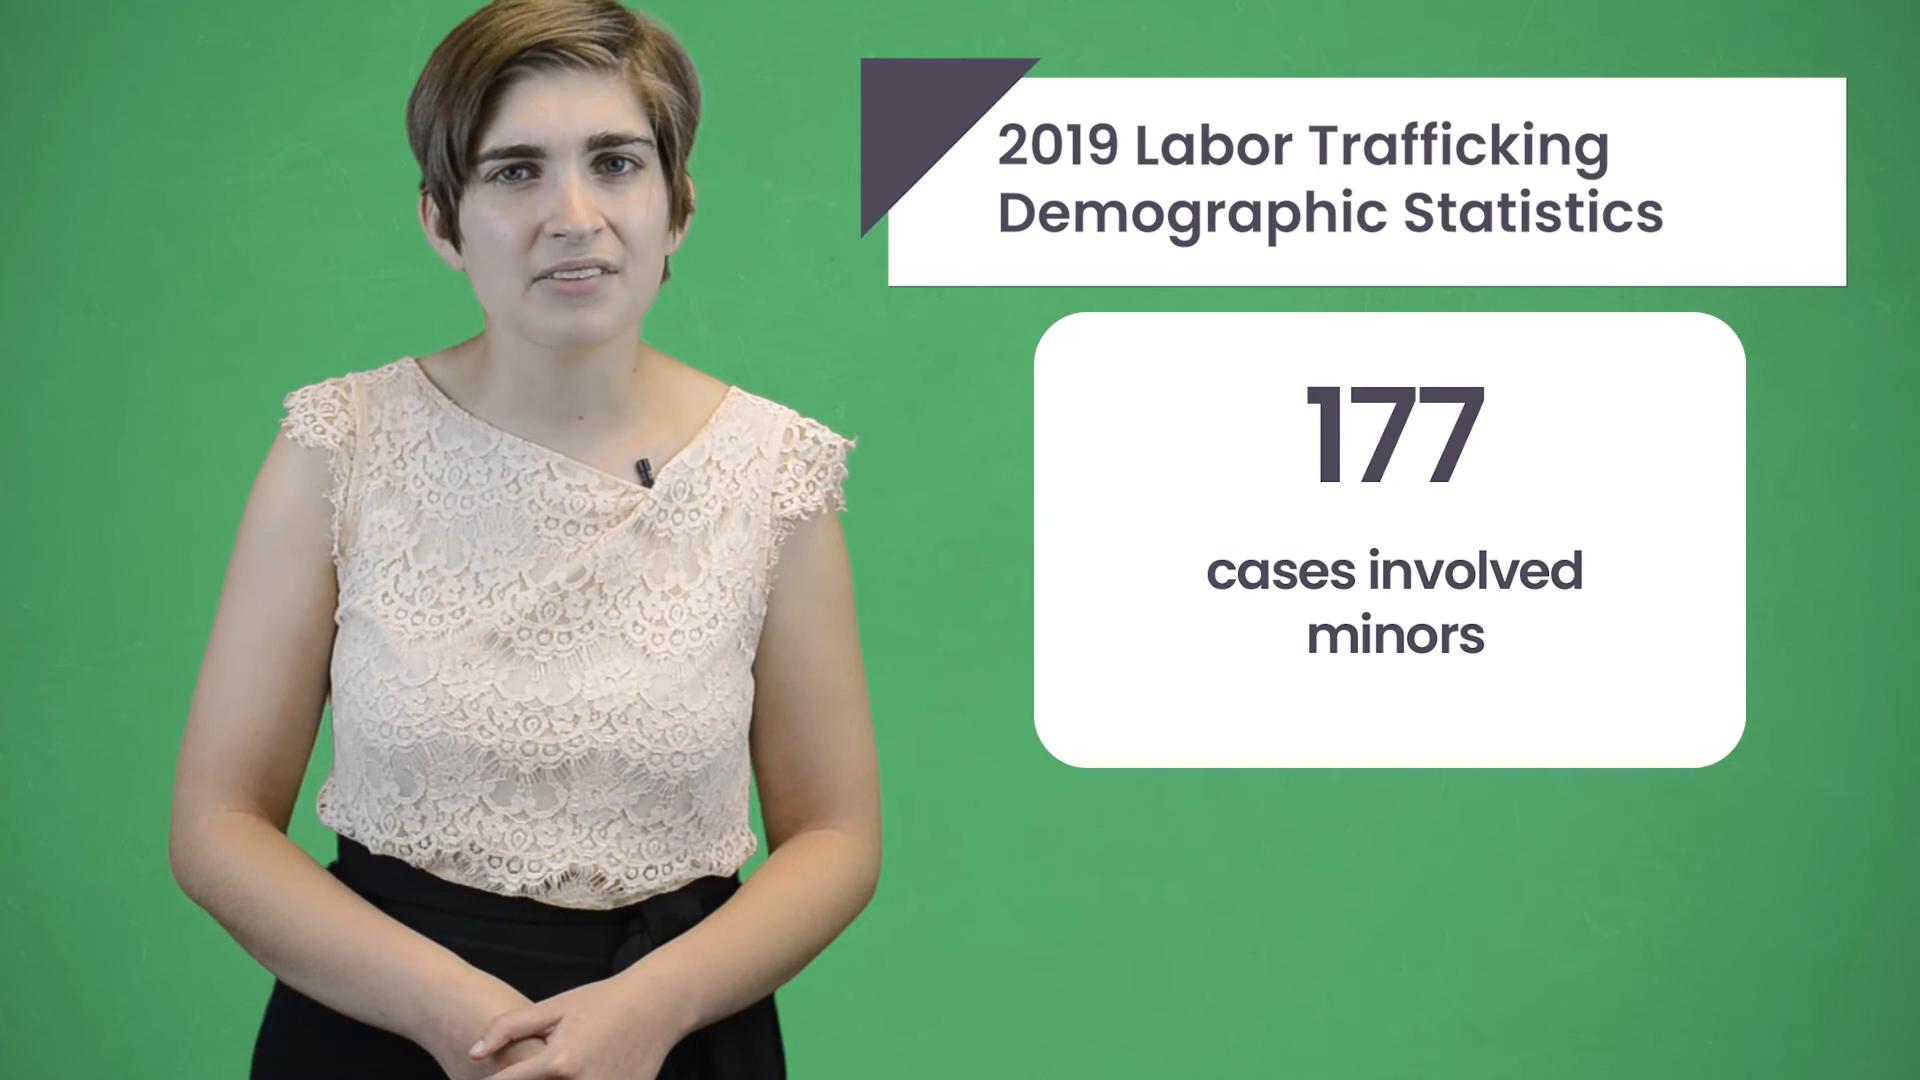 2019 Labor Trafficking
Demographic Statistics
177
cases involved
minors